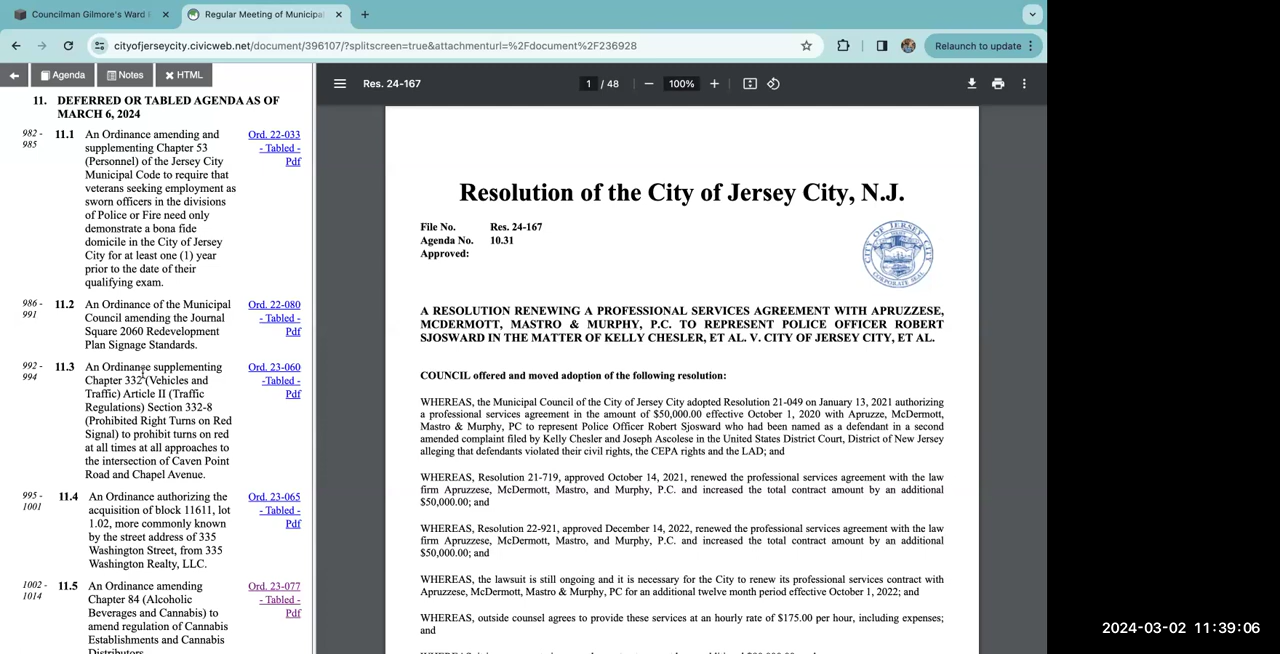 Councilman Gilmore's Ward
Regular Meeting of Municipal
cityofjerseycity.civicweb.net/document/396107/?splitscreen=true&attachmenturl=%2Fdocument%2F236928
Relaunch to update
Agenda
Notes
HTML
11. DEFERRED OR TABLED AGENDA AS OF
MARCH 6, 2024
982 -
985
11.1 An Ordinance amending and
supplementing Chapter 53
(Personnel) of the Jersey City
Municipal Code to require that
veterans seeking employment as
sworn officers in the divisions
of Police or Fire need only
demonstrate a bona fide
domicile in the City of Jersey
City for at least one (1) year
prior to the date of their
qualifying exam.
Ord. 22-033
- Tabled -
Pdf
986 -
991
11.2 An Ordinance of the Municipal
Council amending the Journal
Square 2060 Redevelopment
Plan Signage Standards.
Ord. 22-080
- Tabled -
Pdf
992 -
994
11.3 An Ordinance supplementing
Chapter 332 (Vehicles and
Traffic) Article II (Traffic
Regulations) Section 332-8
(Prohibited Right Turns on Red
Signal) to prohibit turns on red
at all times at all approaches to
the intersection of Caven Point
Road and Chapel Avenue.
Ord. 23-060
-Tabled -
Pdf
995 -
1001
11.4 An Ordinance authorizing the
acquisition of block 11611, lot
1.02, more commonly known
by the street address of 335
Washington Street, from 335
Washington Realty, LLC.
Ord. 23-065
- Tabled -
Pdf
1002 -
1014
11.5 An Ordinance amending
Chapter 84 (Alcoholic
Beverages and Cannabis) to
amend regulation of Cannabis
Establishments and Cannabis
Distributors.
Ord. 23-077
- Tabled -
Pdf
Res. 24-167
1 / 48
100%
Resolution of the City of Jersey City, N.J.
File No. Res. 24-167
Agenda No. 10.31
Approved:
CITY OF JERSEY CITY
CORPORATE SEAL
A RESOLUTION RENEWING A PROFESSIONAL SERVICES AGREEMENT WITH APRUZZESE,
MCDERMOTT, MASTRO & MURPHY, P.C. TO REPRESENT POLICE OFFICER ROBERT
SJOSWARD IN THE MATTER OF KELLY CHESLER, ET AL. V. CITY OF JERSEY CITY, ET AL.
COUNCIL offered and moved adoption of the following resolution:
WHEREAS, the Municipal Council of the City of Jersey City adopted Resolution 21-049 on January 13, 2021 authorizing
a professional services agreement in the amount of $50,000.00 effective October 1, 2020 with Apruzze, McDermott,
Mastro & Murphy, PC to represent Police Officer Robert Sjosward who had been named as a defendant in a second
amended complaint filed by Kelly Chesler and Joseph Ascolese in the United States District Court, District of New Jersey
alleging that defendants violated their civil rights, the CEPA rights and the LAD; and
WHEREAS, Resolution 21-719, approved October 14, 2021, renewed the professional services agreement with the law
firm Apruzzese, McDermott, Mastro, and Murphy, P.C. and increased the total contract amount by an additional
$50,000.00; and
WHEREAS, Resolution 22-921, approved December 14, 2022, renewed the professional services agreement with the law
firm Apruzzese, McDermott, Mastro, and Murphy, P.C. and increased the total contract amount by an additional
$50,000.00; and
WHEREAS, the lawsuit is still ongoing and it is necessary for the City to renew its professional services contract with
Apruzzese, McDermott, Mastro & Murphy, PC for an additional twelve month period effective October 1, 2022; and
WHEREAS, outside counsel agrees to provide these services at an hourly rate of $175.00 per hour, including expenses;
and
2024-03-02 11:39:06